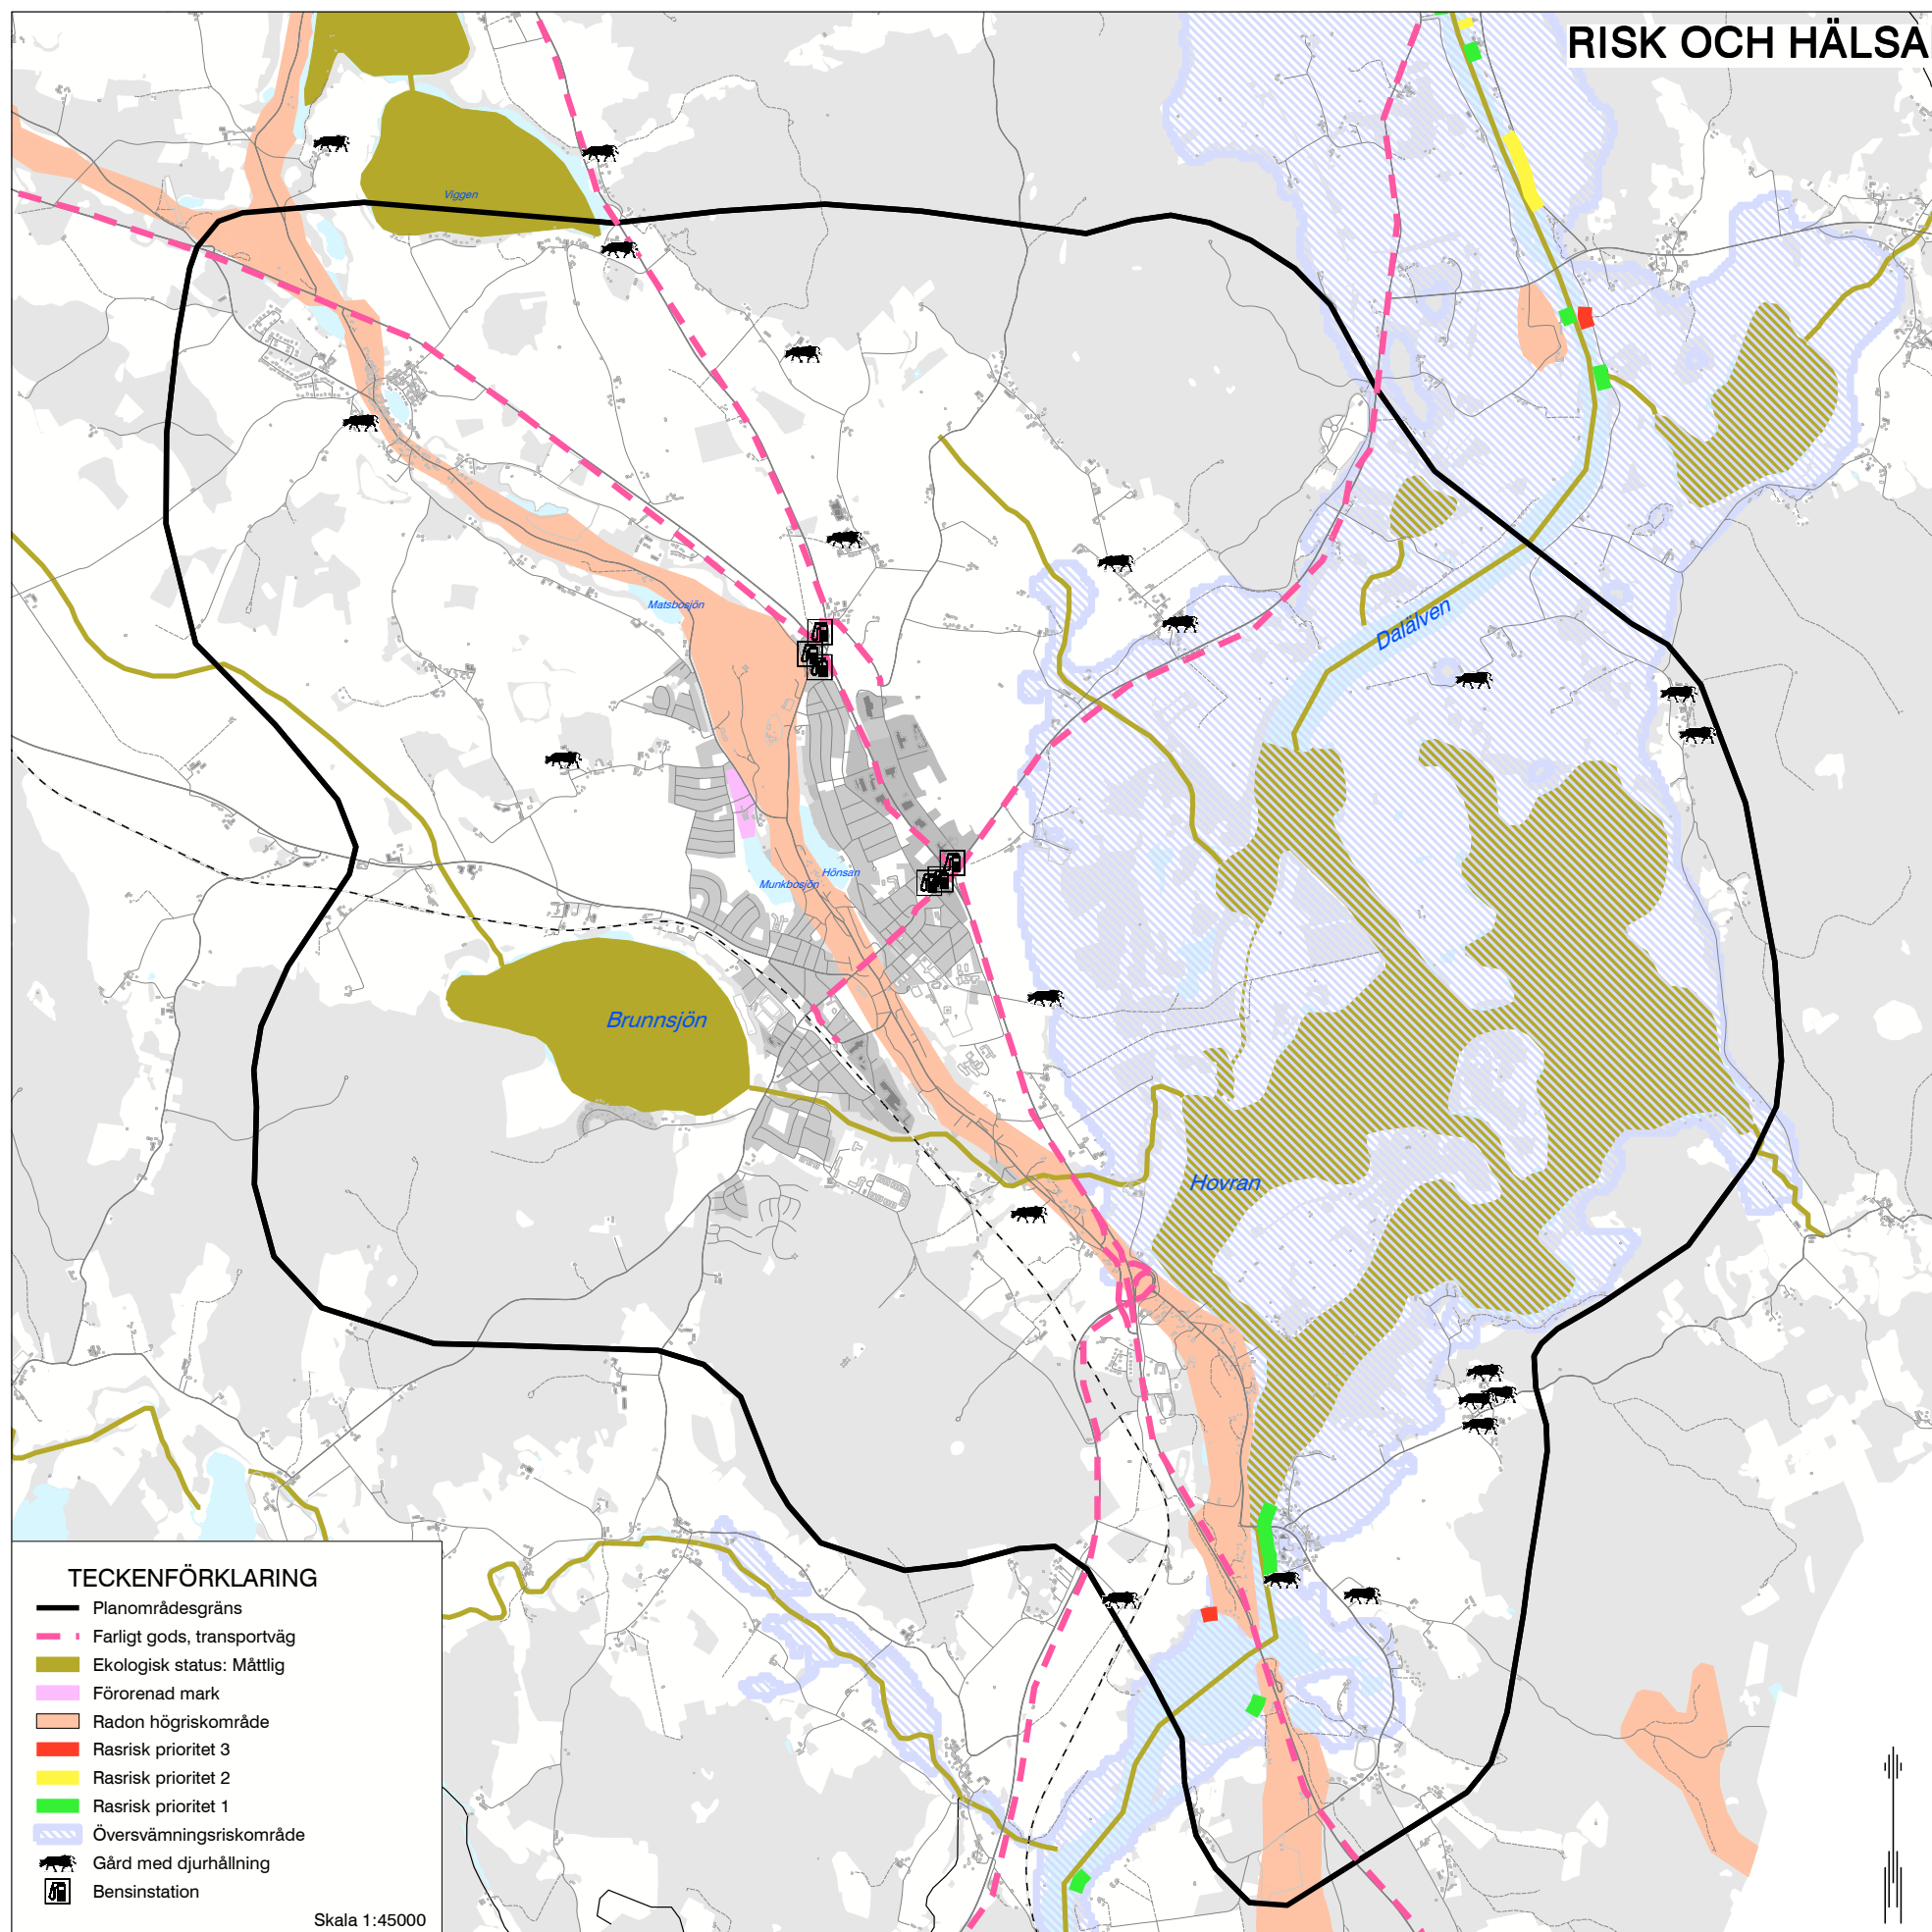 RISK OCH HÄLSA
Viggen
Matsbosjön
Dalälven
Hönsan
Munkbosjön
Brunnsjön
Hovran
TECKENFÖRKLARING
Planområdesgräns
Farligt gods, transportväg
Ekologisk status: Måttlig
Förorenad mark
Radon högriskområde
Rasrisk prioritet 3
Rasrisk prioritet 2
Rasrisk prioritet 1
Översvämningsriskområde
Gård med djurhållning
Bensinstation
Skala 1:45000